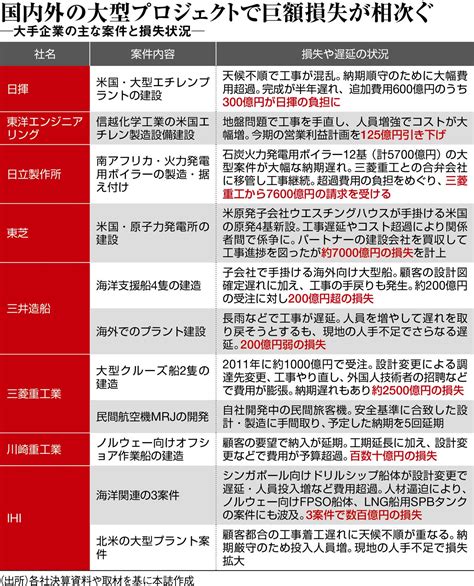 国内外の大型プロジェクトで巨額損失が相次ぐ
―大手企業の主な案件と損失状況―
社名
案件内容
損失や遅延の状況
日揮
米国・大型エチレンプ
ラントの建設
天候不順で工事が混乱。納期順守のために大幅
費用超過。完成が半年遅れ、追加費用600億円のうち
300億円が日揮の負担に
東洋エンジニア
リング
信越化学工業の米国エ
チレン製造設備建設
地盤問題で工事を手直し、人員増強でコストが大
幅増。今期の営業利益計画を125億円引き下げ
日立製作所
南アフリカ・火力発電
用ボイラーの製造・据
え付け
石炭火力発電用ボイラー12基（計5700億円）の大
型案件が大幅な納期遅れ。三菱重工との合弁会社
に移管し工事継続。超過費用の負担をめぐり、三菱
重工から7600億円の請求を受ける
東芝
米国・原子力発電所の
建設
米原発子会社ウエスチングハウスが手掛ける米国
の原発4基新設。工事遅延やコスト超過により関係
者間で係争に。パートナーの建設会社を買収して
工事進捗を図ったが約7000億円の損失を計上
三井造船
海洋支援船4隻の建造
子会社で手掛ける海外向け大型船。顧客の設計図
確定遅れに加え、工事の手戻りも発生。約200億円
の受注に対し200億円超の損失
海外でのプラント建設
長雨などで工事が遅延。人員を増やして遅れを取
り戻そうとするも、現地の人手不足でさらなる遅
延。200億円弱の損失
三菱重工業
大型クルーズ船2隻の
建造
2011年に約1000億円で受注。設計変更による調
達先変更、工事やり直し、外国人技術者の招聘など
で費用が膨張。納期遅れもあり約2500億円の損失
民間航空機MRJの開発
自社開発中の民間旅客機。安全基準に合致した設
計・製造に手間取り、予定した納期を5回延期
川崎重工業
ノルウェー向けオフシ
ョア作業船の建造
顧客の要望で納入が延期。工期延長に加え、設計変
更などで費用が予算超過。百数十億円の損失
IHI
海洋関連の3案件
シンガポール向けドリルシップ船体が設計変更で
遅延・人員投入増など費用超過。人材逼迫により、
ノルウェー向けFPSO船体、LNG船用SPBタンク
の案件にも波及。3案件で数百億円の損失
北米の大型プラント案
件
顧客都合の工事着工遅れに天候不順が重なる。納
期厳守のため投入人員増。現地の人手不足で損失
拡大
（出所）各社決算資料や取材を基に本誌作成